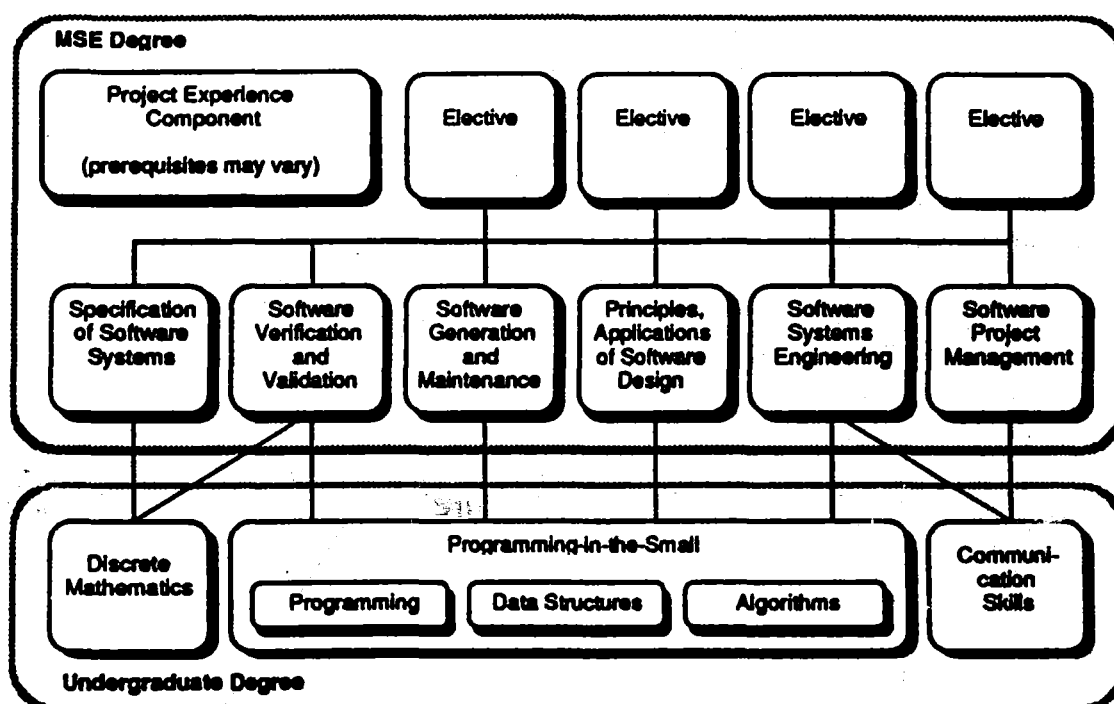 MSE Degree
Project Experience
Component
(prerequisites may vary)
Elective
Elective
Elective
Elective
Specification
of Software
Systems
Software
Verification
and
Validation
Software
Generation
and
Maintenance
Principles,
Applications
of Software
Design
Software
Systems
Engineering
Software
Project
Management
Discrete
Mathematics
Programming-in-the-Small
Programming
Data Structures
Algorithms
Communi-
cation
Skills
Undergraduate Degree